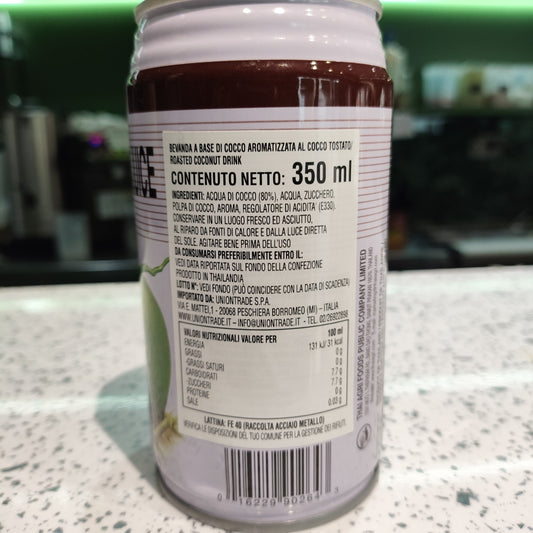 BEVANDA A BASE DI COCCO AROMATIZZATA AL COCCO TOSTATO/
ROASTED COCONUT DRINK
CONTENUTO NETTO: 350 ml
INGREDIENTI: ACQUA DI COCCO (80%), ACQUA, ZUCCHERO,
POLPA DI COCCO, AROMA, REGOLATORE DI ACIDITA' (E330).
CONSERVARE IN IN LUOGO FRESCO ED ASCIUTTO,
AL RIPARO DA FONTI DI CALORE E DALLA LUCE DIRETTA
DEL SOLE. AGITARE BENE PRIMA DELL'USO
DA CONSUMARSI PREFERIBILMENTE ENTRO IL:
VEDI DATA RIPORTATA SUL FONDO DELLA CONFEZIONE
PRODOTTO IN THAILANDIA
LOTTO N°: VEDI FONDO (PUÒ COINCIDERE CON LA DATA DI SCADENZA)
IMPORTATO DA: UNIONTRADE S.P.A.
VIA E. MATTEI,1 - 20068 PESCHIERA BORROMEO (MI) – ITALIA
WWW.UNIONTRADE.IT – INFO@UNIONTRADE.IT - TEL. 02/26922898
VALORI NUTRIZIONALI VALORE PER 100 ml
ENERGIA 131 kJ/ 31 kcal
GRASSI 0 g
-GRASSI SATURI 0 g
CARBOIDRATI 7.7 g
-ZUCCHERI 7.7 g
PROTEINE 0 g
SALE 0.03 g
LATTINA: FE 40 (RACCOLTA ACCIAIO METALLO)
VERIFICA LE DISPOSIZIONI DEL TUO COMUNE PER LA GESTIONE DEI RIFIUTI.
0 16229 90264 3
THAI AGRI FOODS PUBLIC COMPANY LIMITED